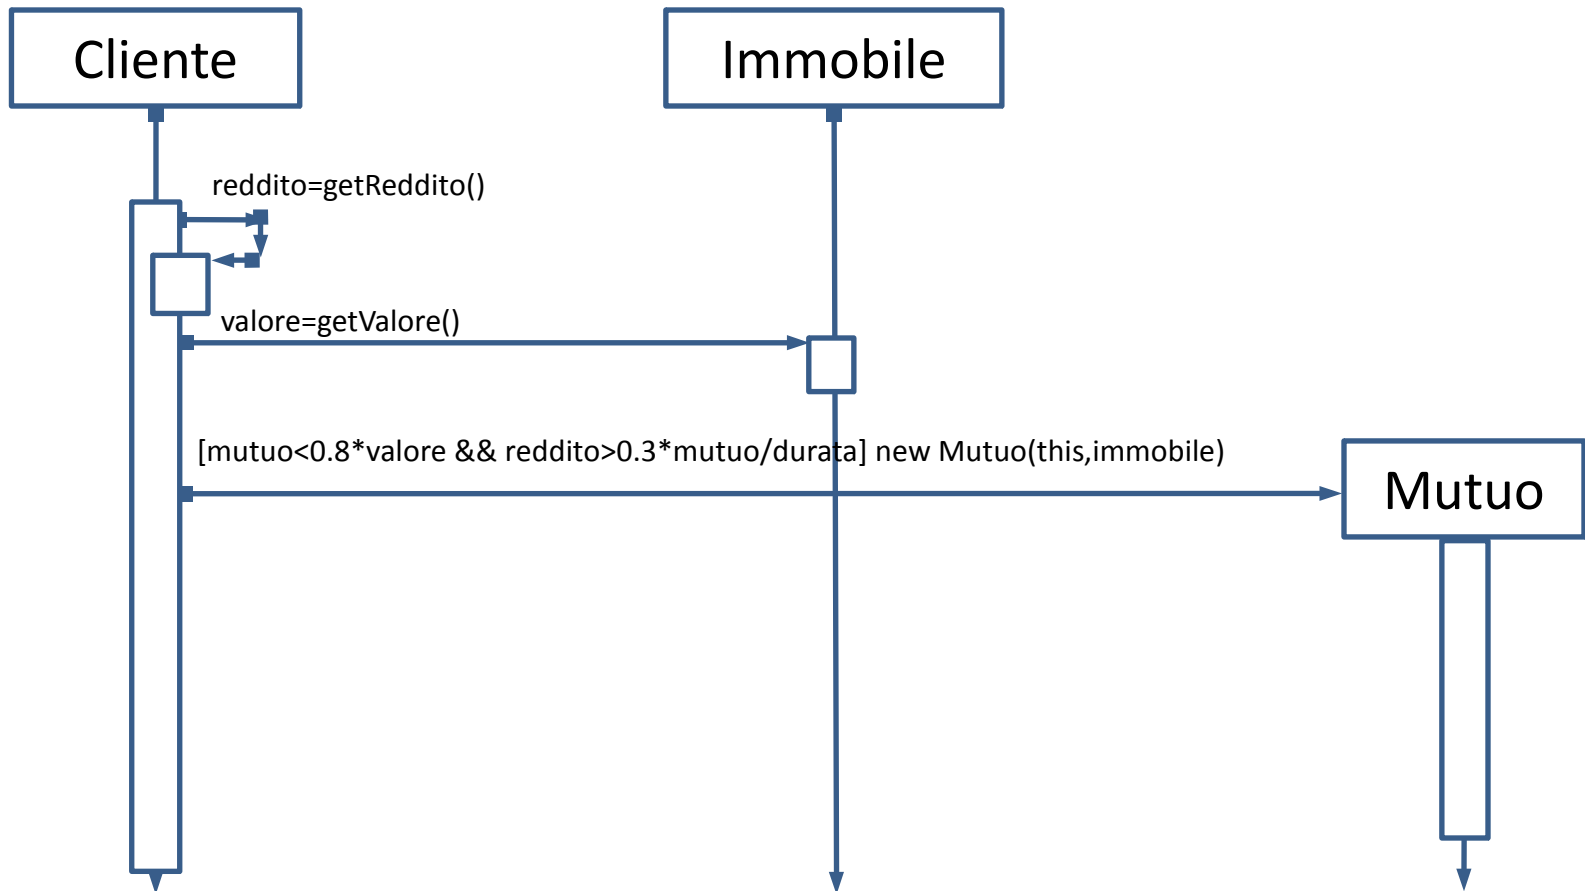 Cliente
Immobile
reddito=getReddito()
valore=getValore()
[mutuo<0.8*valore && reddito>0.3*mutuo/durata] new Mutuo(this,immobile)
Mutuo